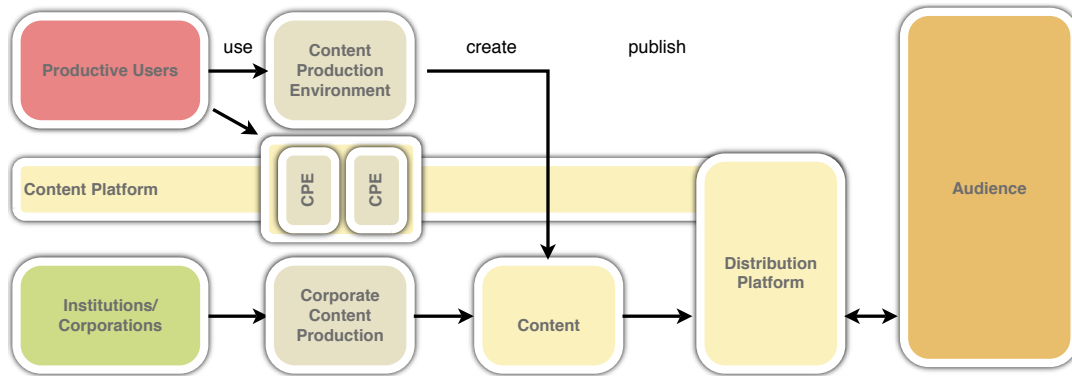 use
create
publish
Productive Users
Content
Production
Environment
Audience
Content Platform
CPE
CPE
Distribution
Platform
Institutions/
Corporations
Corporate
Content
Production
Content